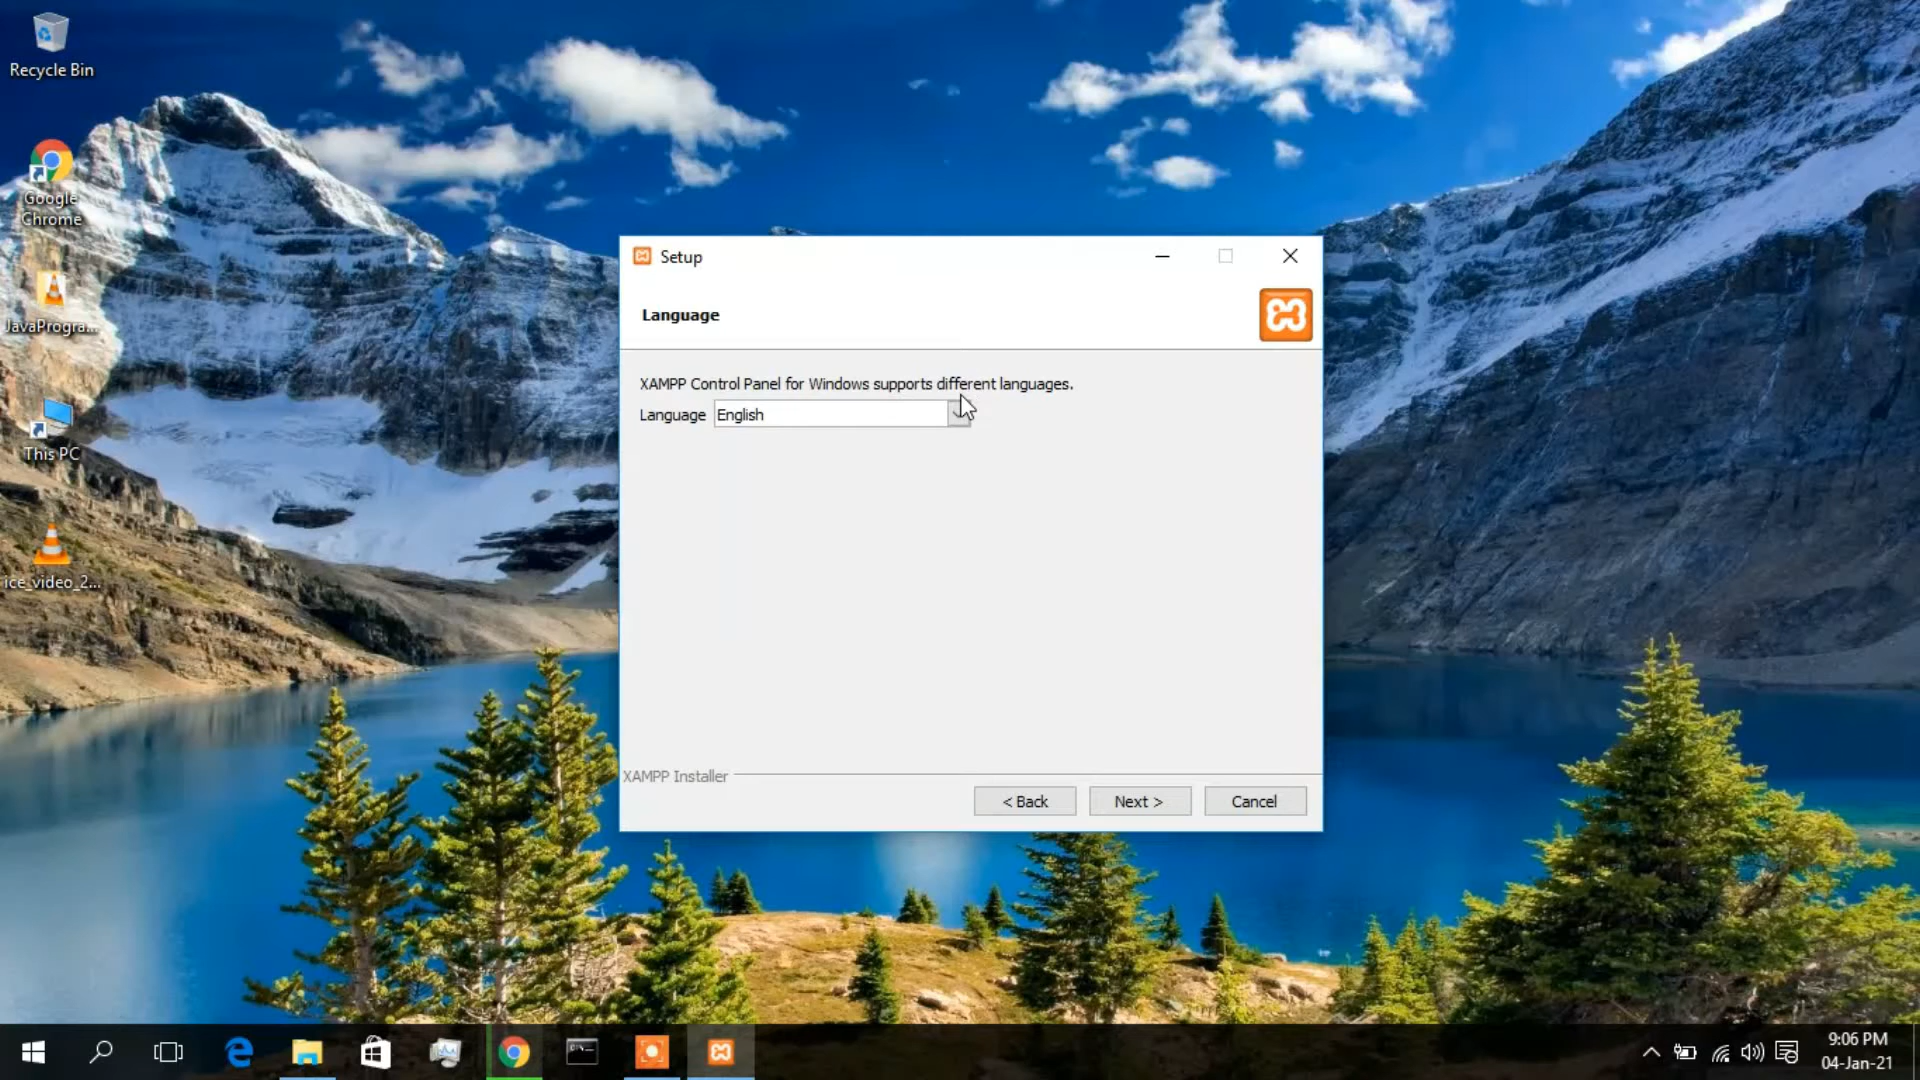 Recycle Bin
Google
Chrome
JavaProgra...
This PC
ice_video_2...
Setup
Language
XAMPP Control Panel for Windows supports different languages.
Language English
XAMPP Installer
< Back Next > Cancel
9:06 PM
04-Jan-21